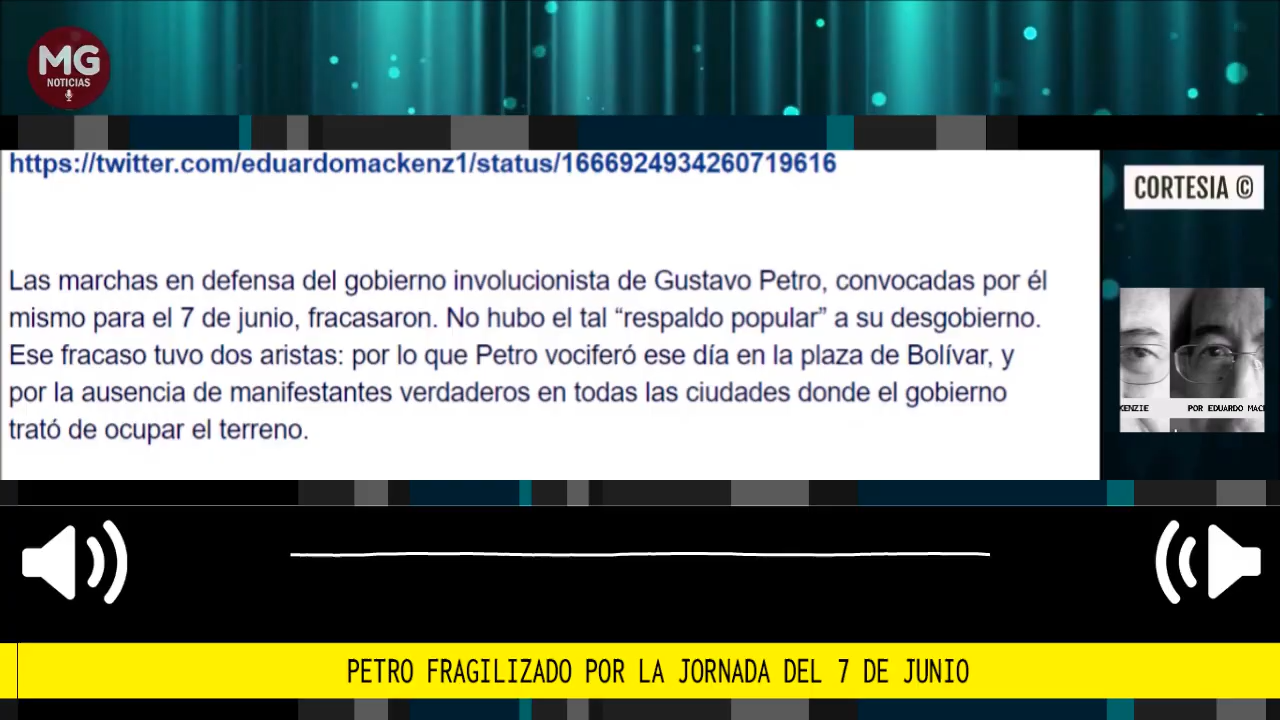 MG
NOTICIAS
https://twitter.com/eduardomackenz1/status/1666924934260719616
CORTESIA ©
Las marchas en defensa del gobierno involucionista de Gustavo Petro, convocadas por él
mismo para el 7 de junio, fracasaron. No hubo el tal “respaldo popular” a su desgobierno.
Ese fracaso tuvo dos aristas: por lo que Petro vociferó ese día en la plaza de Bolívar, y
por la ausencia de manifestantes verdaderos en todas las ciudades donde el gobierno
trató de ocupar el terreno.
KENZIE POR EDUARDO MAC
PETRO FRAGILIZADO POR LA JORNADA DEL 7 DE JUNIO